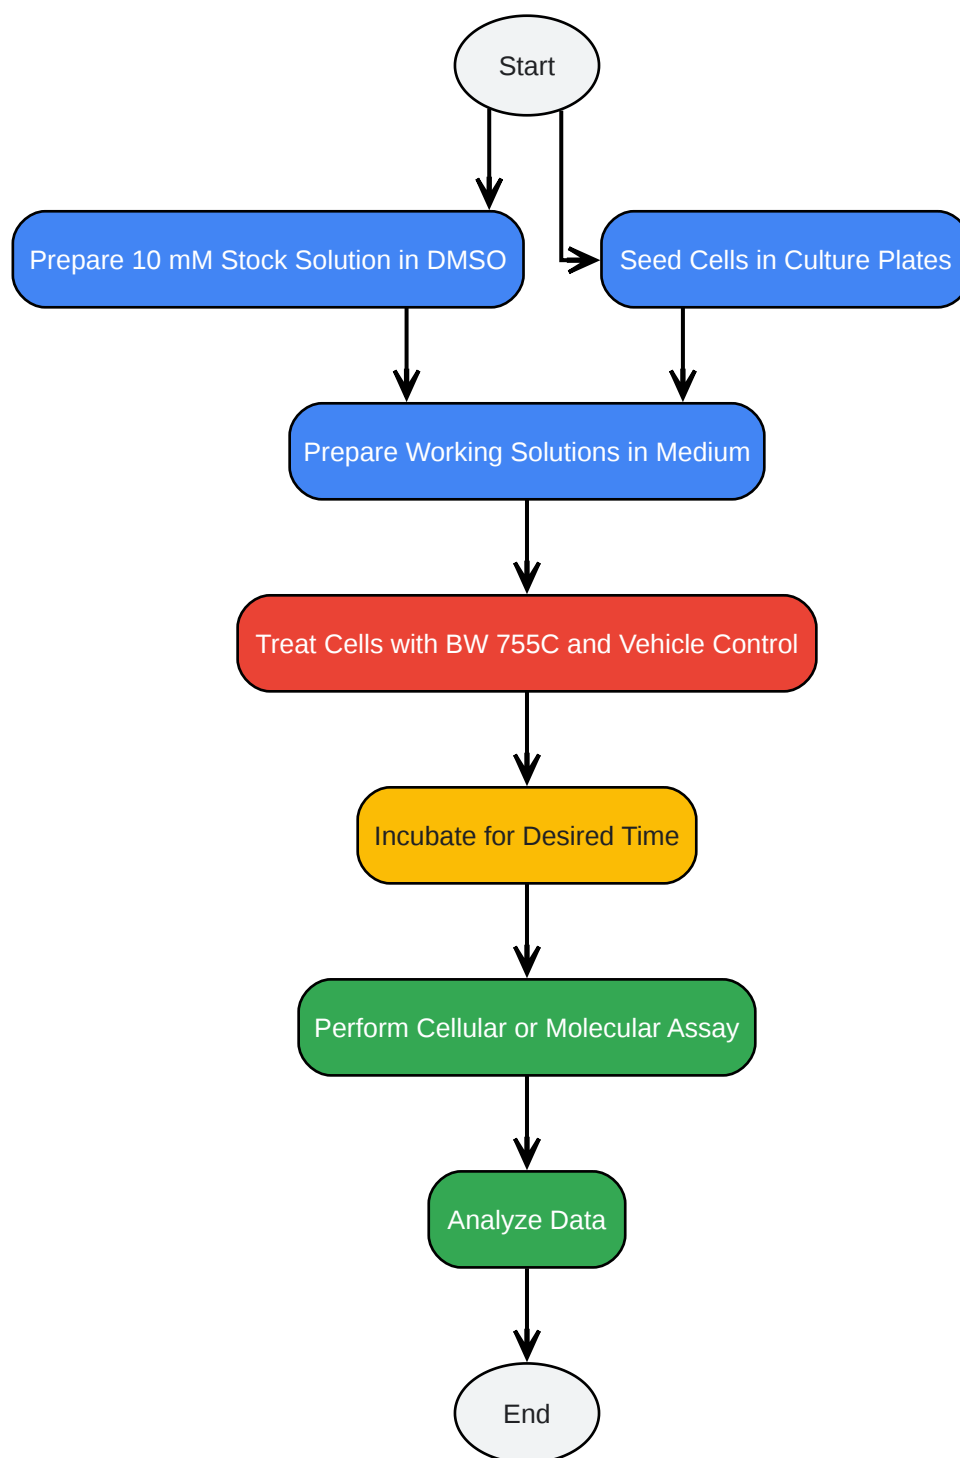 Start
Prepare 10 mM Stock Solution in DMSO
Seed Cells in Culture Plates
Prepare Working Solutions in Medium
Treat Cells with BW 755C and Vehicle Control
Incubate for Desired Time
Perform Cellular or Molecular Assay
Analyze Data
End